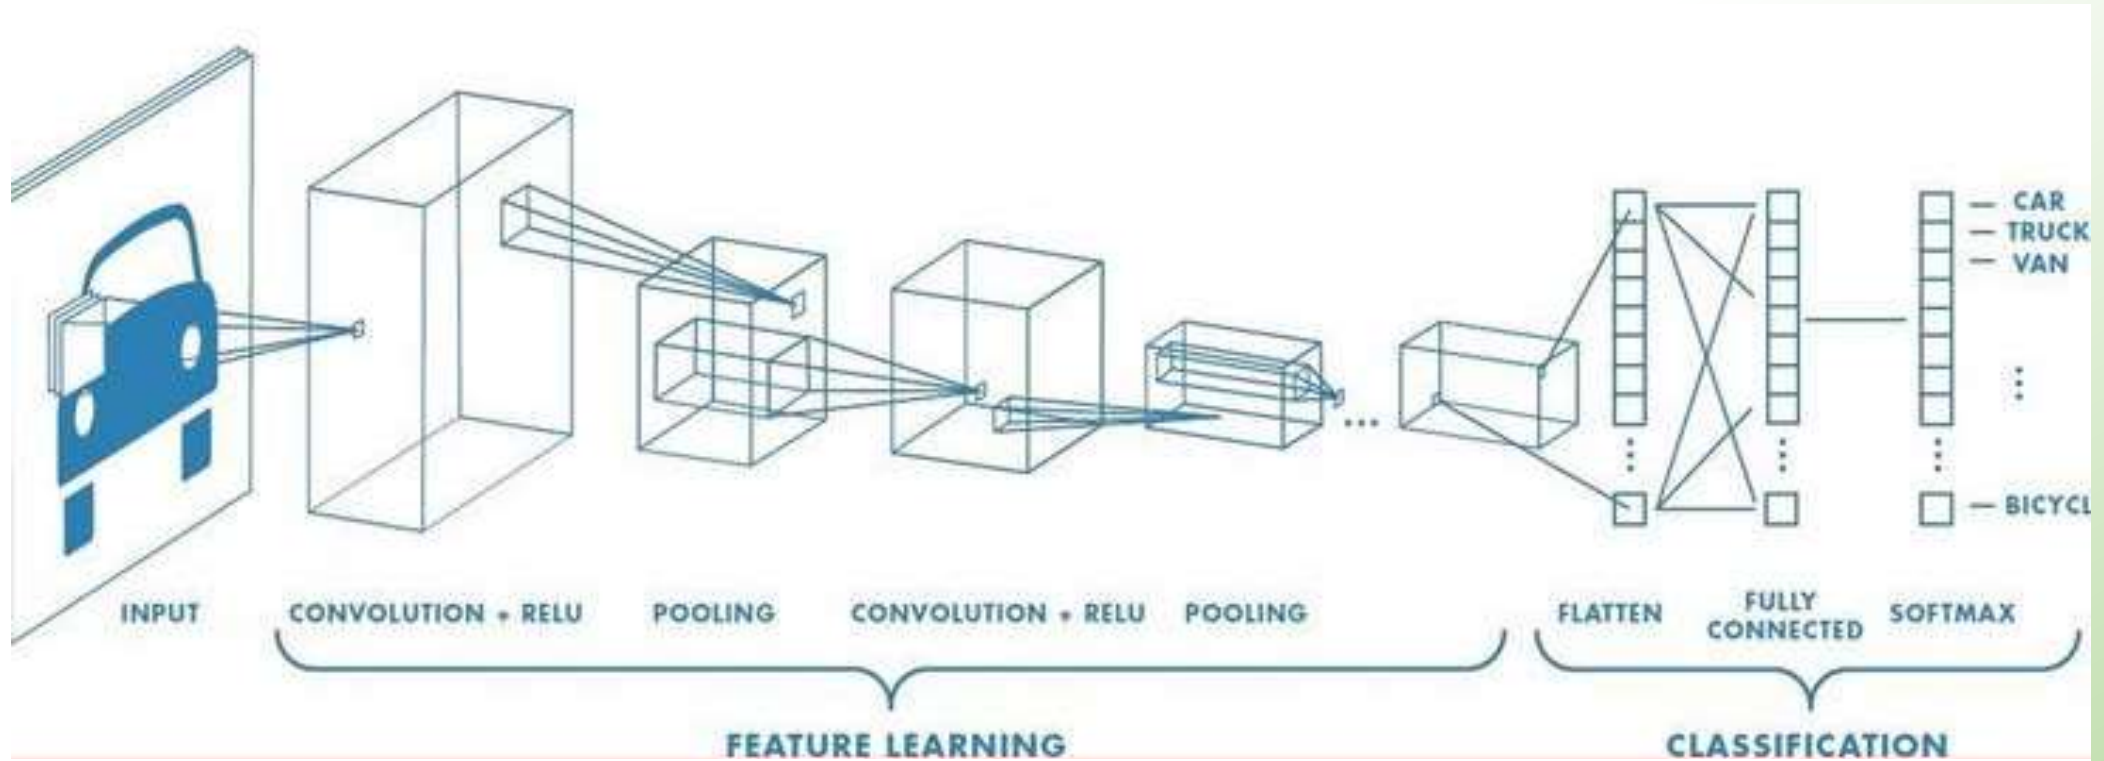 CAR
TRUCK
VAN
BICYCL
INPUT
CONVOLUTION + RELU
POOLING
CONVOLUTION + RELU
POOLING
FLATTEN
FULLY
CONNECTED
SOFTMAX
FEATURE LEARNING
CLASSIFICATION